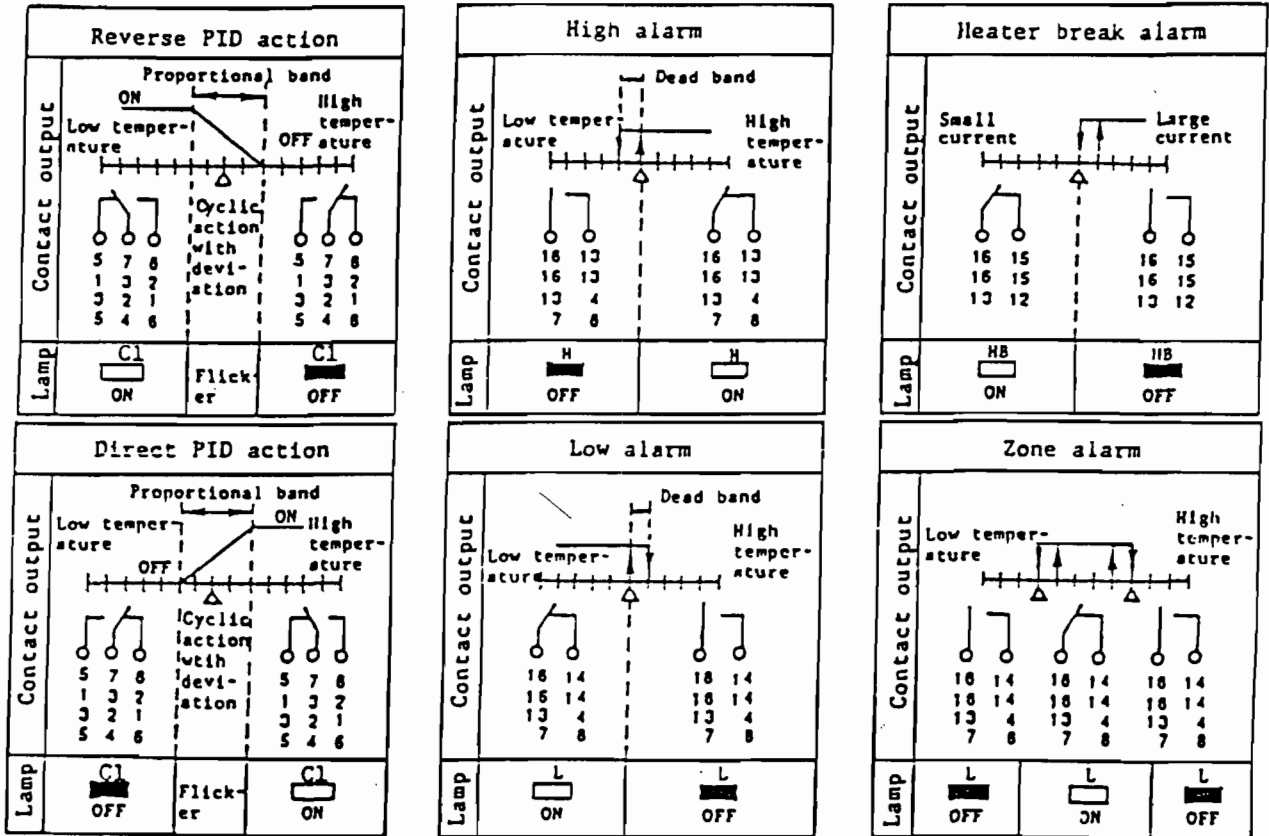 Reverse PID action
Contact output
Proportional band
ON
High temper-ature
Low temper-
nture
OFF
Cyclic
action
with
devi-
ation
5 7 6
1 3 2
3 2 1
5 4 6
5 7 6
1 3 2
3 2 1
5 4 6
Lamp
C1
ON
Flick-
er
C1
OFF
High alarm
Contact output
Dead band
Low temper-
ature
High
temper-
ature
16 13
16 13
13 4
7 8
16 13
16 13
13 4
7 8
Lamp
H
OFF
H
ON
Heater break alarm
Contact output
Small
current
Large
current
16 15
16 15
13 12
16 15
16 15
13 12
Lamp
HB
ON
HB
OFF
Direct PID action
Contact output
Proportional band
ON
Low temper-
ature
High
temper-
ature
OFF
Cyclic
action
wtih
devi-
ation
5 7 6
1 3 2
3 2 1
5 4 6
5 7 6
1 3 2
3 2 1
5 4 6
Lamp
C1
OFF
Flick-
er
C1
ON
Low alarm
Contact output
Dead band
Low temper-
ature
High
temper-
ature
16 14
16 14
13 4
7 8
16 14
16 14
13 4
7 8
Lamp
L
ON
L
OFF
Zone alarm
Contact output
Low temper-
ature
High
temper-
ature
16 14
16 14
13 4
7 8
16 14
16 14
13 4
7 8
16 14
16 14
13 4
7 8
Lamp
L
OFF
L
ON
L
OFF